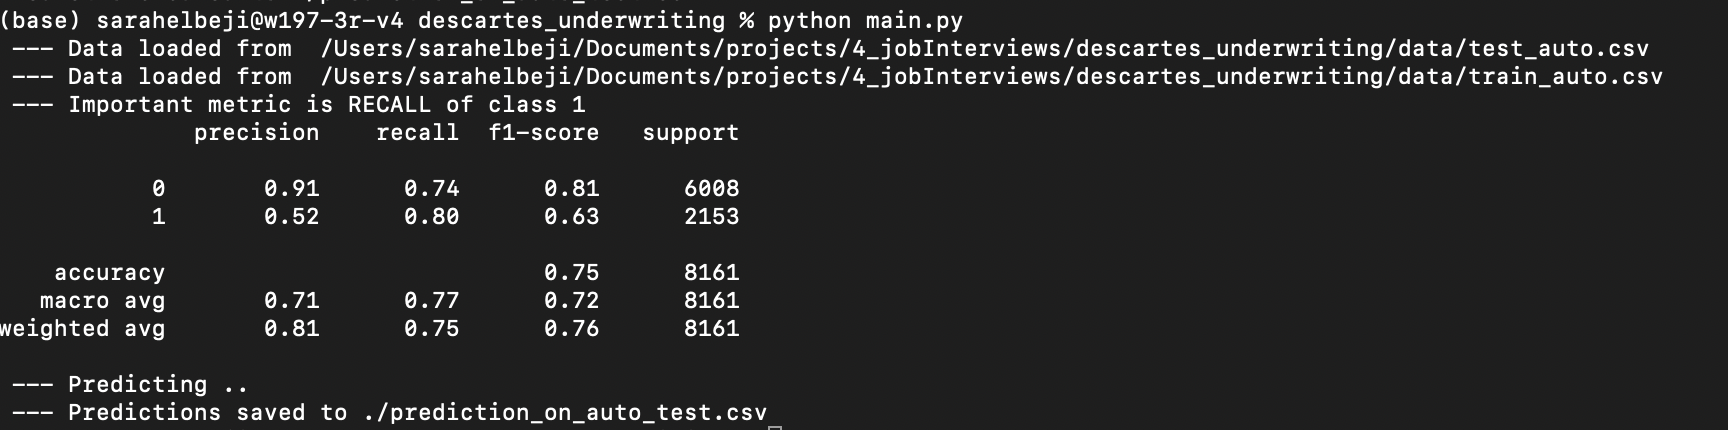 (base) sarahelbeji@w197-3r-v4 descartes_underwriting % python main.py
--- Data loaded from  /Users/sarahelbeji/Documents/projects/4_jobInterviews/descartes_underwriting/data/test_auto.csv
--- Data loaded from  /Users/sarahelbeji/Documents/projects/4_jobInterviews/descartes_underwriting/data/train_auto.csv
--- Important metric is RECALL of class 1
precision    recall  f1-score   support
0       0.91      0.74      0.81      6008
1       0.52      0.80      0.63      2153
accuracy                           0.75      8161
macro avg       0.71      0.77      0.72      8161
weighted avg       0.81      0.75      0.76      8161
--- Predicting ..
--- Predictions saved to ./prediction_on_auto_test.csv